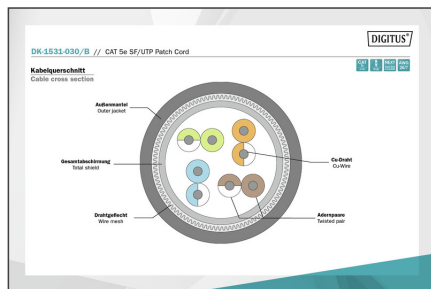 DIGITUS®
DK-1531-030/B // CAT 5e SF/UTP Patch Cord
Kabelquerschnitt
Cable cross section
Außenmantel
Outer jacket
Gesamtabschirmung
Total shield
Cu-Draht
Cu-Wire
Drahtgeflecht
Wire mesh
Adernpaare
Twisted pair